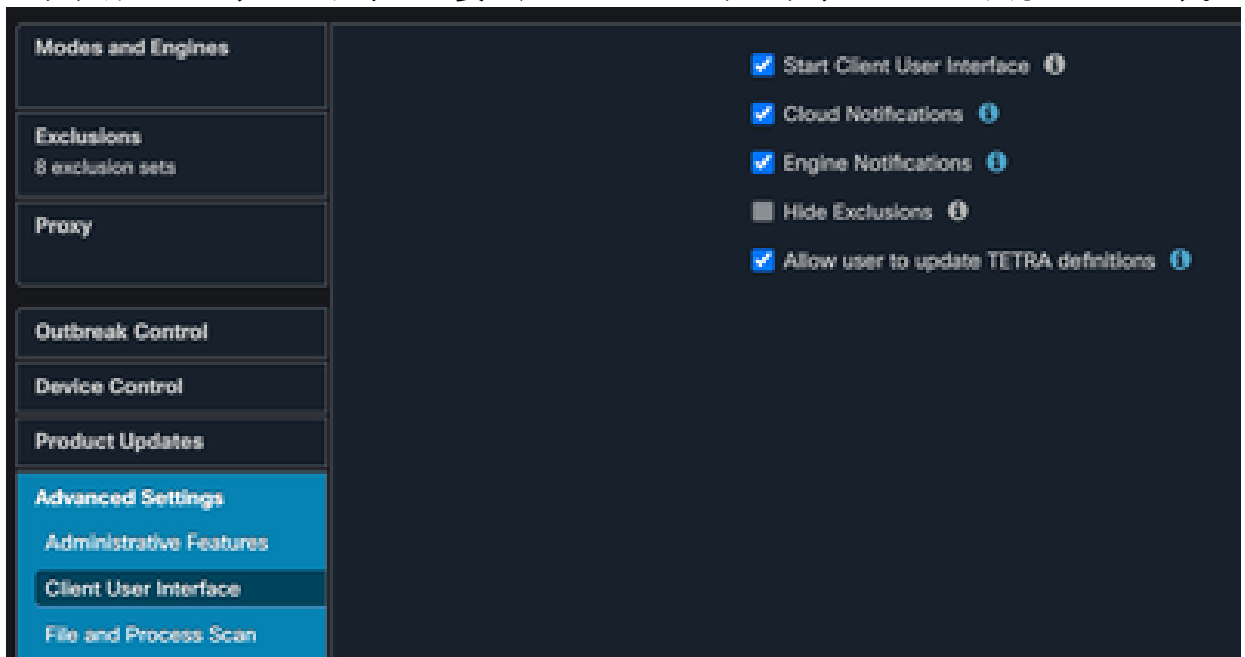 Modes and Engines
Exclusions
8 exclusion sets
Proxy
Outbreak Control
Device Control
Product Updates
Advanced Settings
Administrative Features
Client User Interface
File and Process Scan
Start Client User Interface
Cloud Notifications
Engine Notifications
Hide Exclusions
Allow user to update TETRA definitions